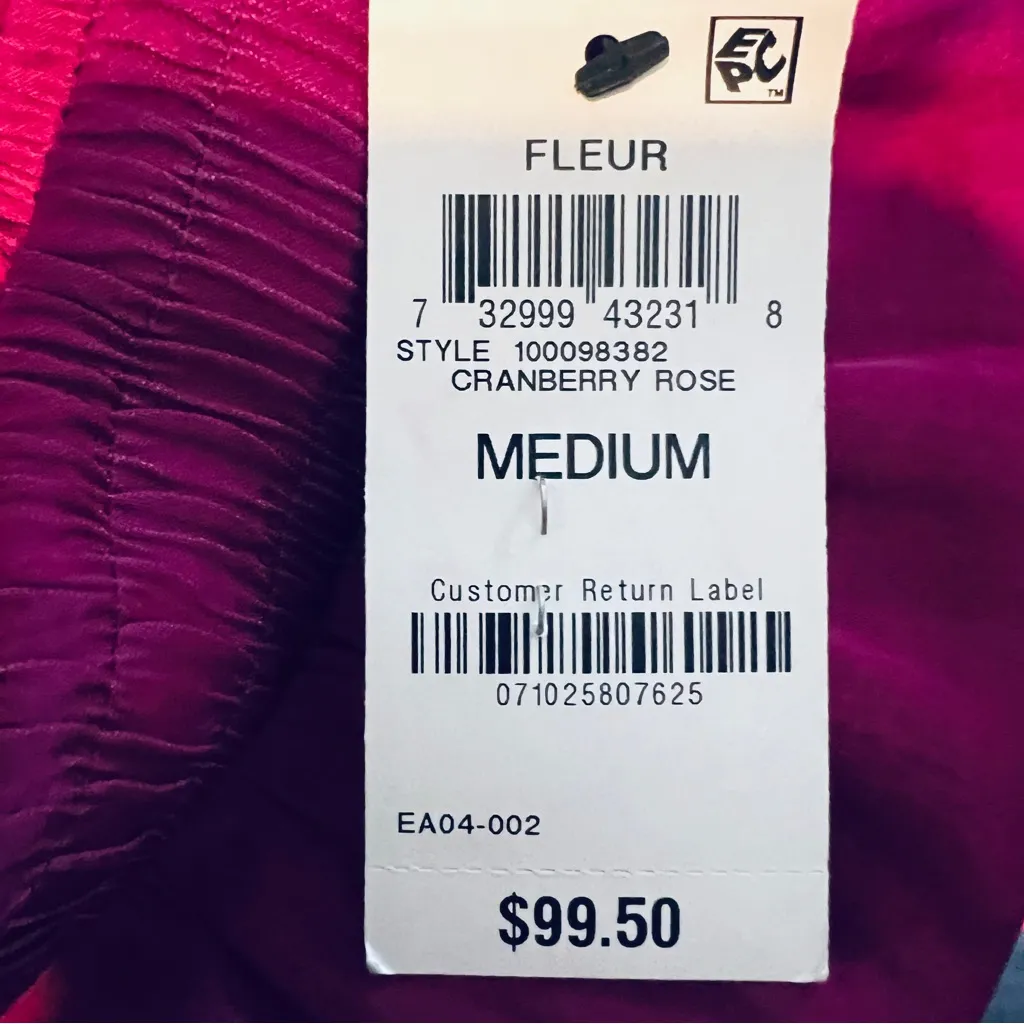 EPC
TM
FLEUR
7 32999 43231 8
STYLE 100098382
CRANBERRY ROSE
MEDIUM
Customer Return Label
071025807625
EA04-002
$99.50